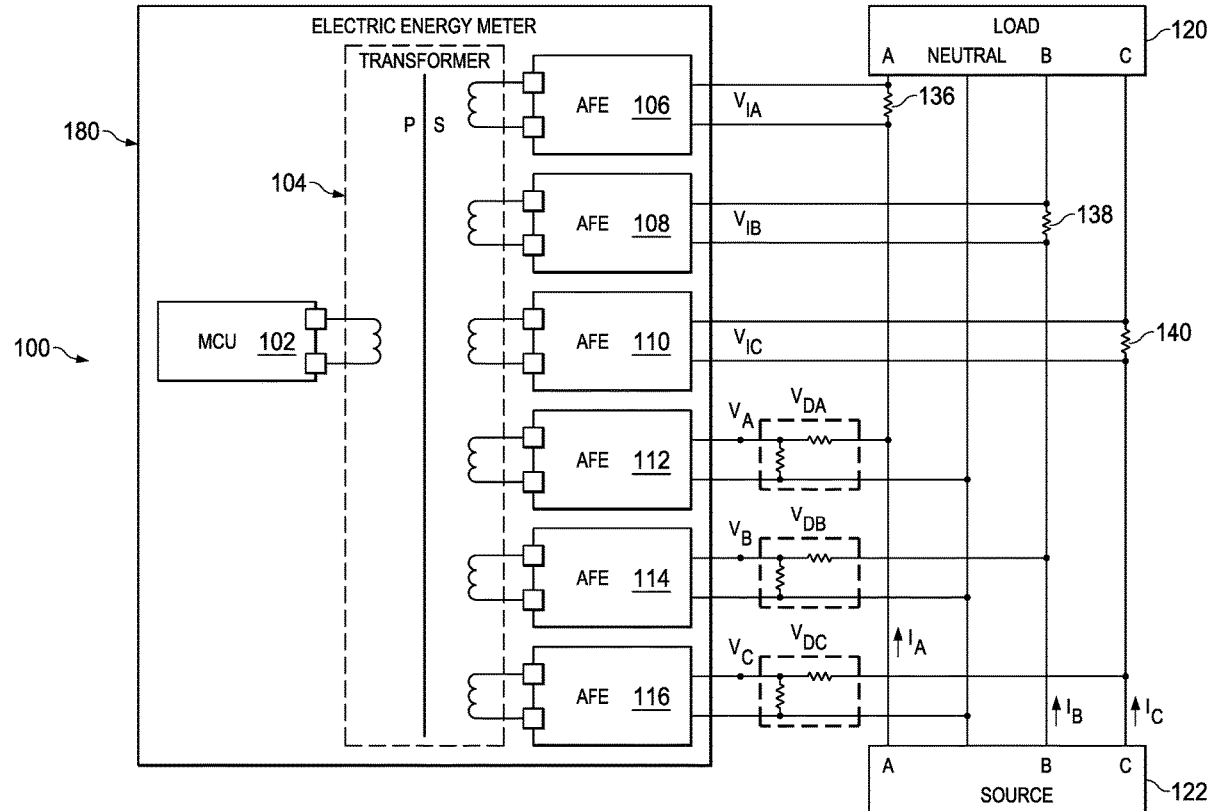 ELECTRIC ENERGY METER
LOAD
120
TRANSFORMER
A NEUTRAL B C
AFE 106
V_IA
136
P S
180
104
AFE 108
V_IB
138
MCU 102
AFE 110
V_IC
140
100
V_A V_DA
AFE 112
V_B V_DB
AFE 114
V_C V_DC
I_A
AFE 116
I_B I_C
A B C
SOURCE
122